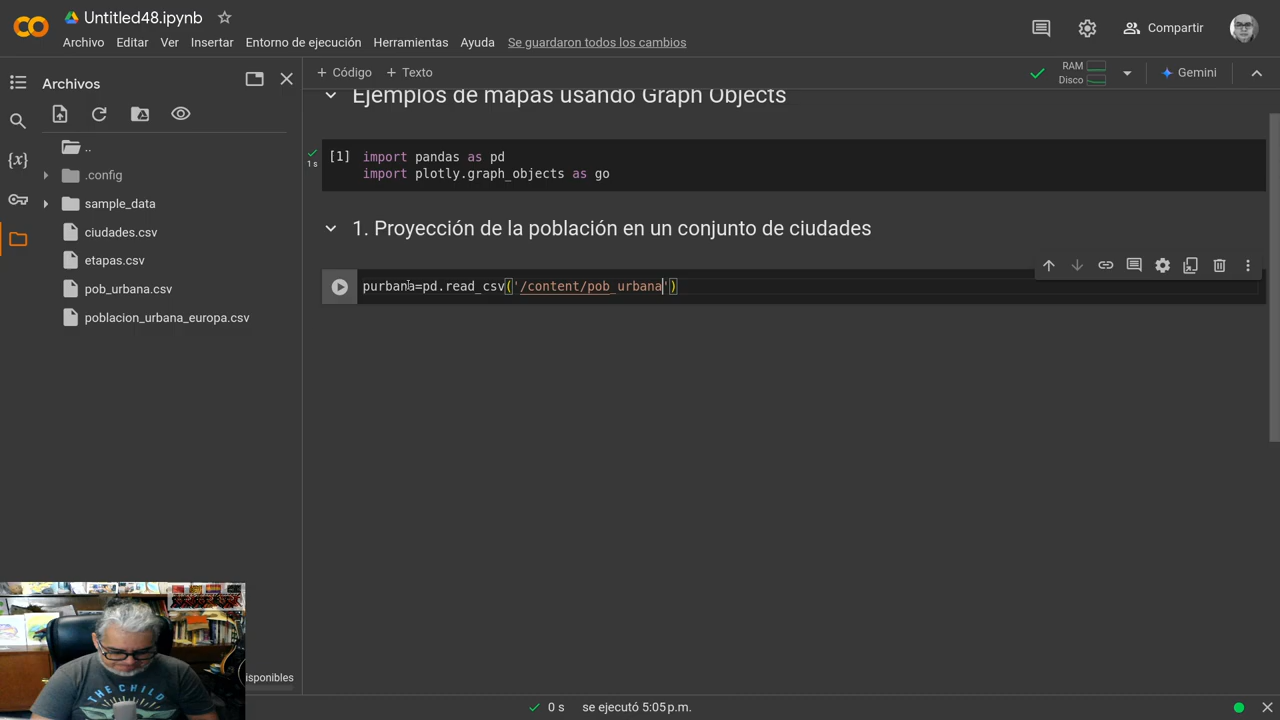 Untitled48.ipynb
Archivo Editar Ver Insertar Entorno de ejecución Herramientas Ayuda Se guardaron todos los cambios
Compartir
Archivos
+ Código + Texto
RAM
Disco
Gemini
..
.config
sample_data
ciudades.csv
etapas.csv
pob_urbana.csv
poblacion_urbana_europa.csv
Ejemplos de mapas usando Graph Objects
1 s
[1] import pandas as pd
import plotly.graph_objects as go
1. Proyección de la población en un conjunto de ciudades
purbana=pd.read_csv('/content/pob_urbana')
THE CHILD
isponibles
0 s se ejecutó 5:05 p.m.